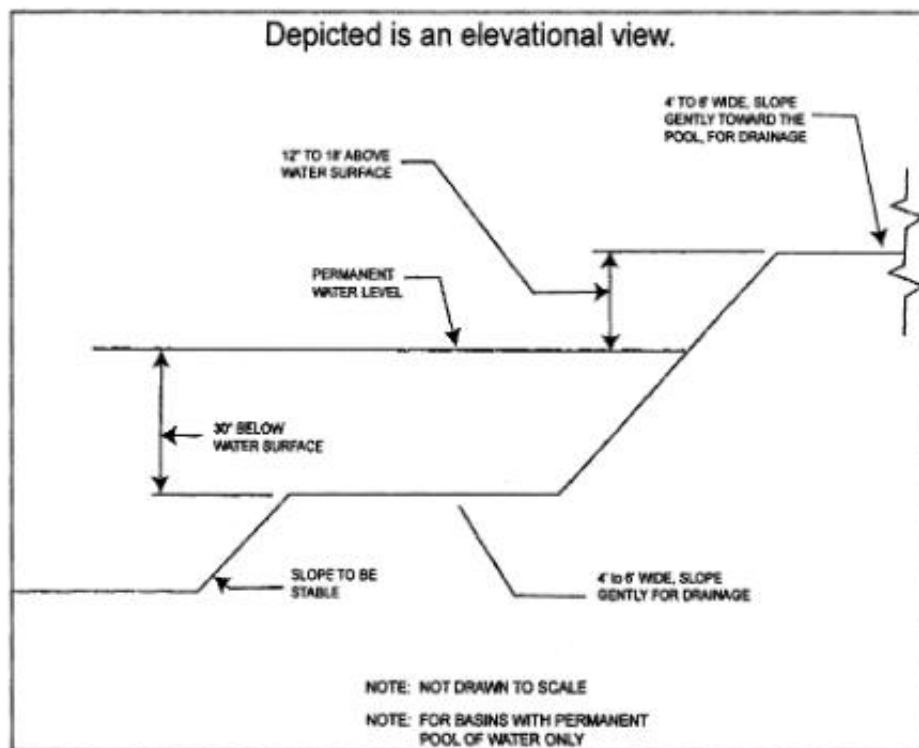 Depicted is an elevational view.
4' TO 6' WIDE, SLOPE
GENTLY TOWARD THE
POOL, FOR DRAINAGE
12" TO 18" ABOVE
WATER SURFACE
PERMANENT
WATER LEVEL
30" BELOW
WATER SURFACE
SLOPE TO BE
STABLE
4' to 6' WIDE, SLOPE
GENTLY FOR DRAINAGE
NOTE: NOT DRAWN TO SCALE
NOTE: FOR BASINS WITH PERMANENT
POOL OF WATER ONLY